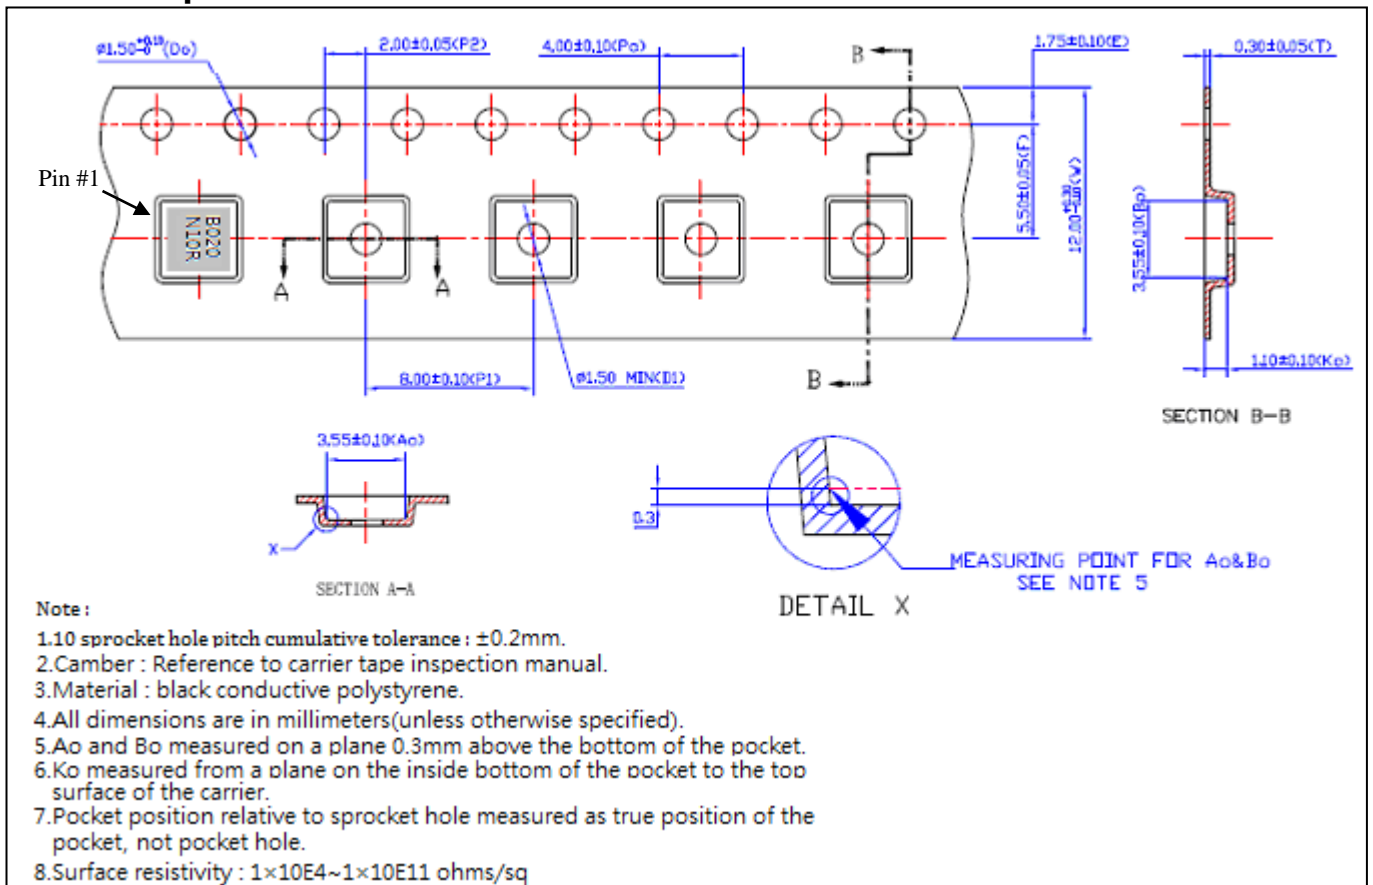 ø1.50+0.10-0(Do)
2.00±0.05(P2)
4.00±0.10(Po)
B
1.75±0.10(E)
0.30±0.05(T)
Pin #1
B020
N10R
A
A
5.50±0.05(F)
3.55±0.10(Bo)
8.00±0.10(P1)
ø1.50 MIN(D1)
B
1.10±0.10(Ko)
SECTION B-B
3.55±0.10(Ao)
X
SECTION A-A
0.3
MEASURING POINT FOR Ao&Bo
SEE NOTE 5
DETAIL X
Note :
1.10 sprocket hole pitch cumulative tolerance : ±0.2mm.
2.Camber : Reference to carrier tape inspection manual.
3.Material : black conductive polystyrene.
4.All dimensions are in millimeters(unless otherwise specified).
5.Ao and Bo measured on a plane 0.3mm above the bottom of the pocket.
6.Ko measured from a plane on the inside bottom of the pocket to the top
surface of the carrier.
7.Pocket position relative to sprocket hole measured as true position of the
pocket, not pocket hole.
8.Surface resistivity : 1×10E4~1×10E11 ohms/sq